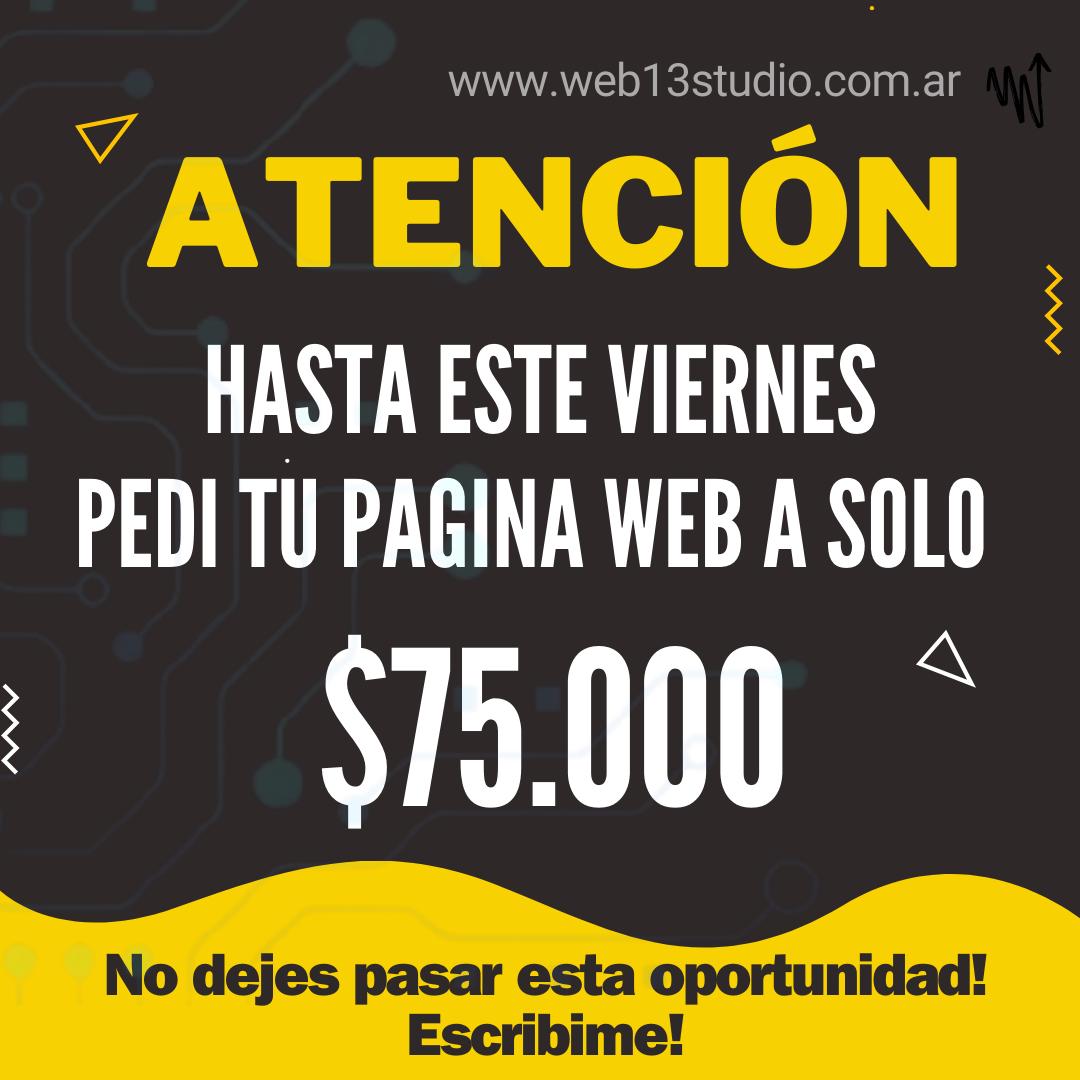 www.web13studio.com.ar
ATENCIÓN
HASTA ESTE VIERNES
PEDI TU PAGINA WEB A SOLO
$75.000
No dejes pasar esta oportunidad!
Escribime!